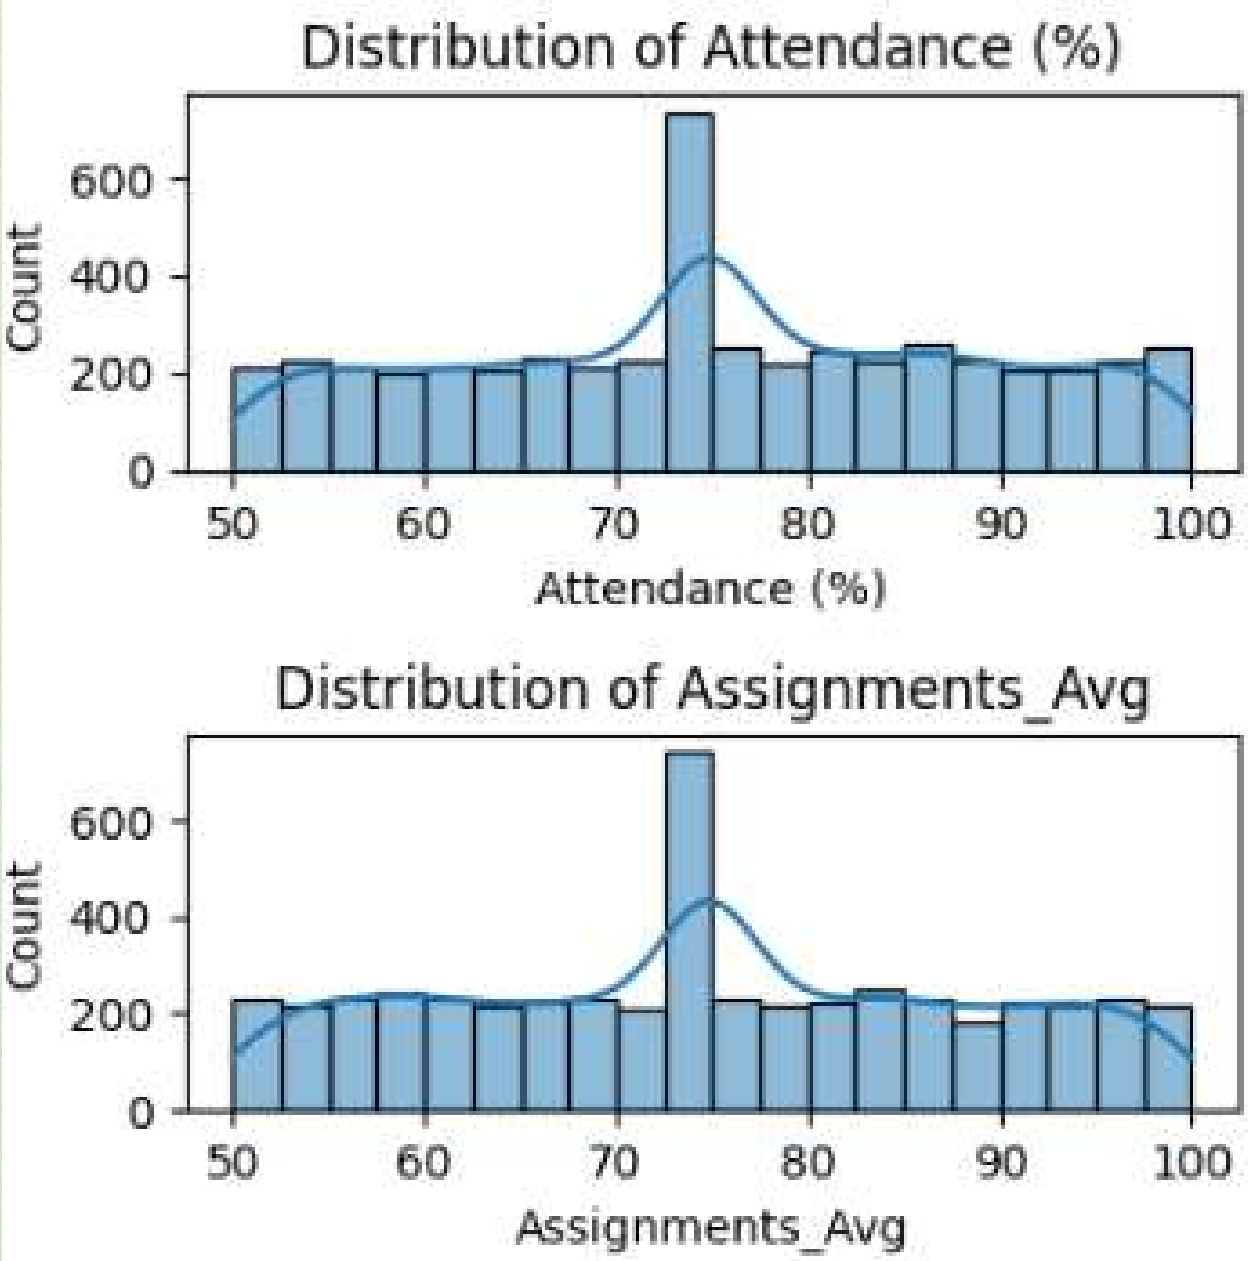 Distribution of Attendance (%)
Count
600
400
200
0
50 60 70 80 90 100
Attendance (%)
Distribution of Assignments_Avg
Count
600
400
200
0
50 60 70 80 90 100
Assignments_Avg